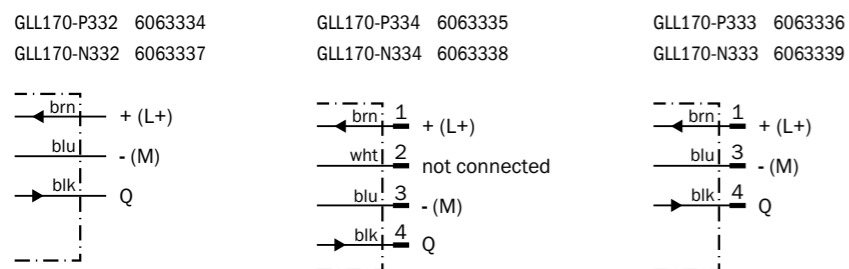 GLL170-P332 6063334
GLL170-N332 6063337
brn + (L+)
blu - (M)
blk Q
GLL170-P334 6063335
GLL170-N334 6063338
brn 1 + (L+)
wht 2 not connected
blu 3 - (M)
blk 4 Q
GLL170-P333 6063336
GLL170-N333 6063339
brn 1 + (L+)
blu 3 - (M)
blk 4 Q